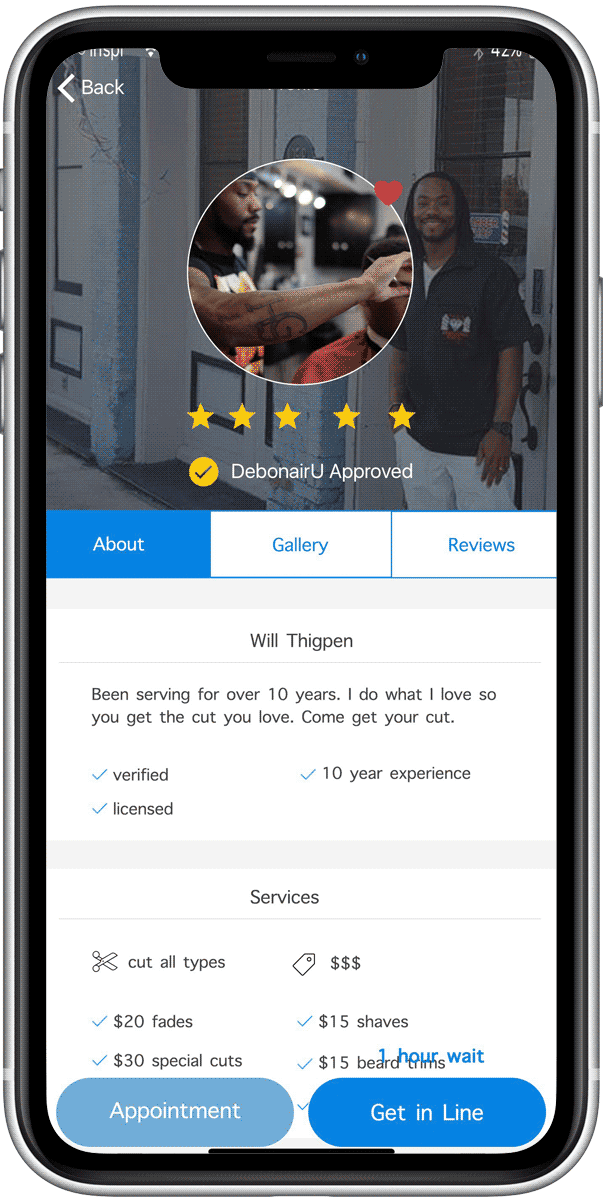 42%
Back
DebonairU Approved
About
Gallery
Reviews
Will Thigpen
Been serving for over 10 years. I do what I love so
you get the cut you love. Come get your cut.
verified
10 year experience
licensed
Services
cut all types
$$$
$20 fades
$15 shaves
1 hour wait
$30 special cuts
$15 beard trims
Appointment
Get in Line